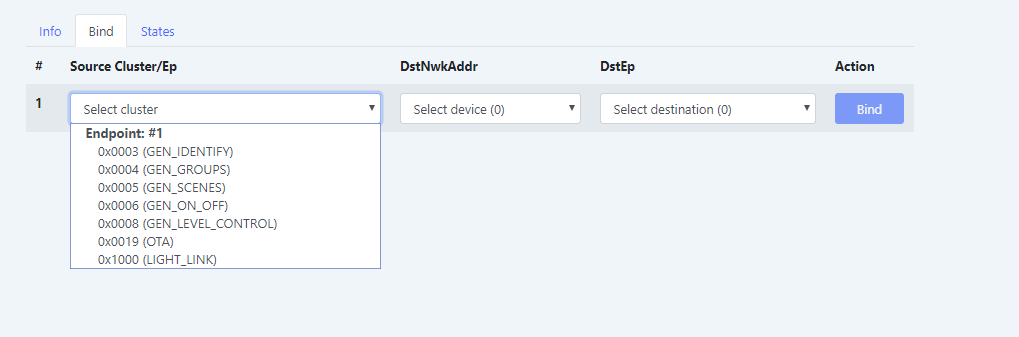 Info Bind States
# Source Cluster/Ep DstNwkAddr DstEp Action
1 Select cluster Select device (0) Select destination (0) Bind
Endpoint: #1
0x0003 (GEN_IDENTIFY)
0x0004 (GEN_GROUPS)
0x0005 (GEN_SCENES)
0x0006 (GEN_ON_OFF)
0x0008 (GEN_LEVEL_CONTROL)
0x0019 (OTA)
0x1000 (LIGHT_LINK)